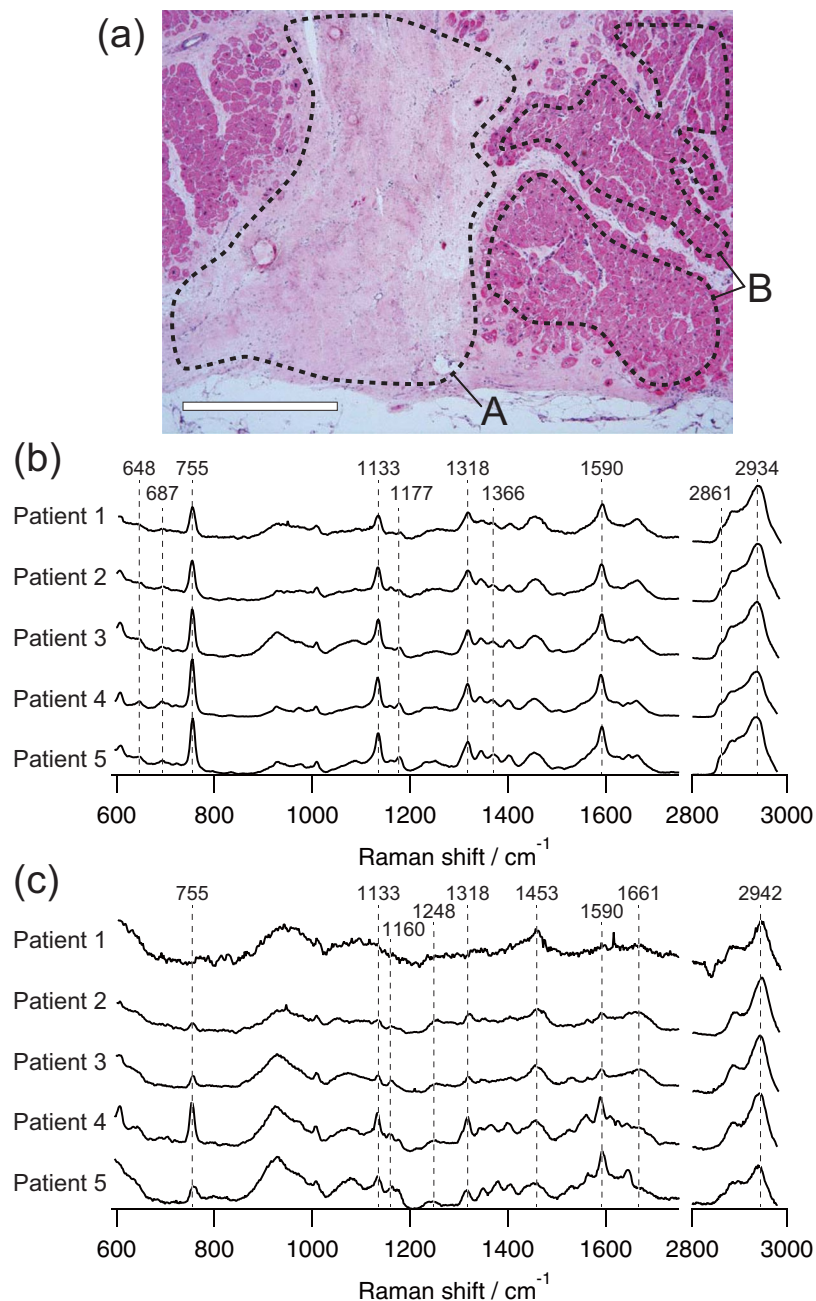 (a)
A
B
(b)
648 755 1133 1318 1590 2934
687 1177 1366 2861
Patient 1
Patient 2
Patient 3
Patient 4
Patient 5
600 800 1000 1200 1400 1600 2800 3000
Raman shift / cm-1
(c)
755 1133 1318 1453 1661 2942
1160 1248 1590
Patient 1
Patient 2
Patient 3
Patient 4
Patient 5
600 800 1000 1200 1400 1600 2800 3000
Raman shift / cm-1